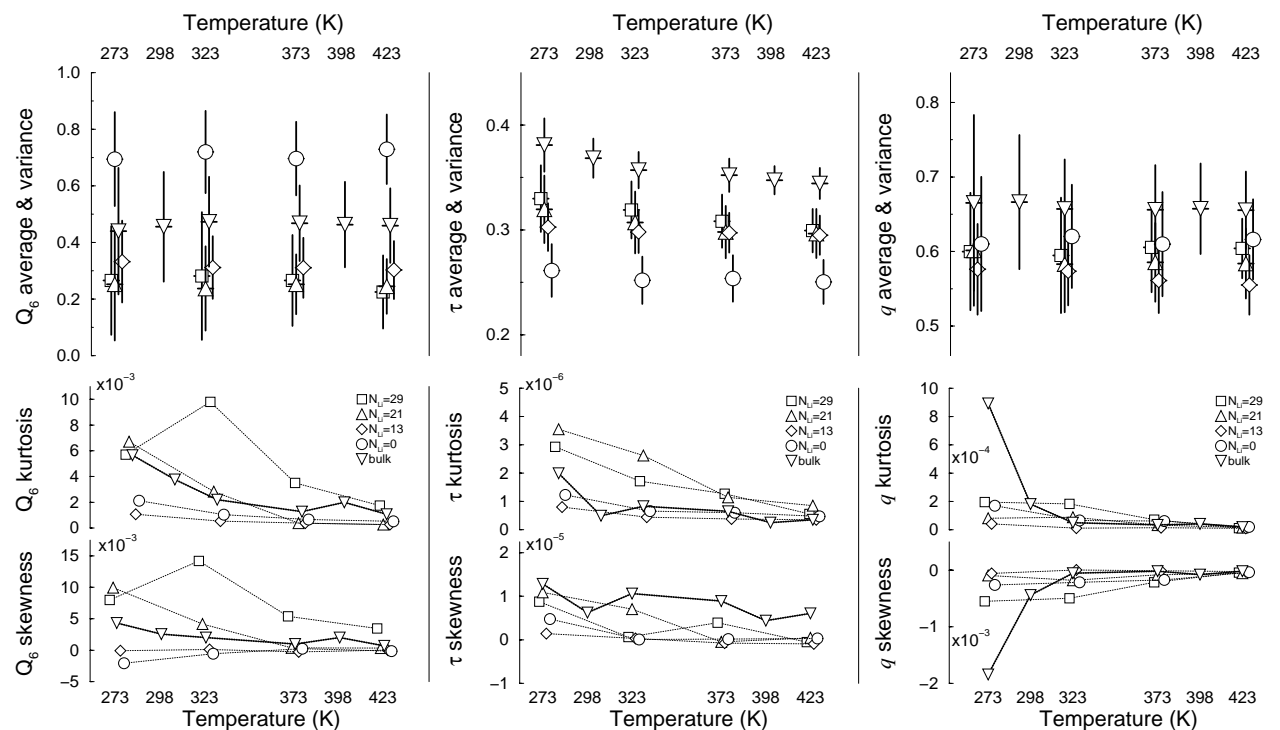 Temperature (K)
Temperature (K)
Temperature (K)
273 298 323 373 398 423
273 298 323 373 398 423
273 298 323 373 398 423
Q6 average & variance
1.0
0.8
0.6
0.4
0.2
0.0
τ average & variance
0.4
0.3
0.2
q average & variance
0.8
0.7
0.6
0.5
Q6 kurtosis
x10−3
10
8
6
4
2
0
NLi=29
NLi=21
NLi=13
NLi=0
bulk
τ kurtosis
x10−6
5
4
3
2
1
0
NLi=29
NLi=21
NLi=13
NLi=0
bulk
q kurtosis
10
8
6
4
2
0
x10−4
NLi=29
NLi=21
NLi=13
NLi=0
bulk
Q6 skewness
x10−3
15
10
5
0
−5
τ skewness
x10−5
2
1
0
−1
q skewness
0
−1
−2
x10−3
273 298 323 373 398 423
273 298 323 373 398 423
273 298 323 373 398 423
Temperature (K)
Temperature (K)
Temperature (K)